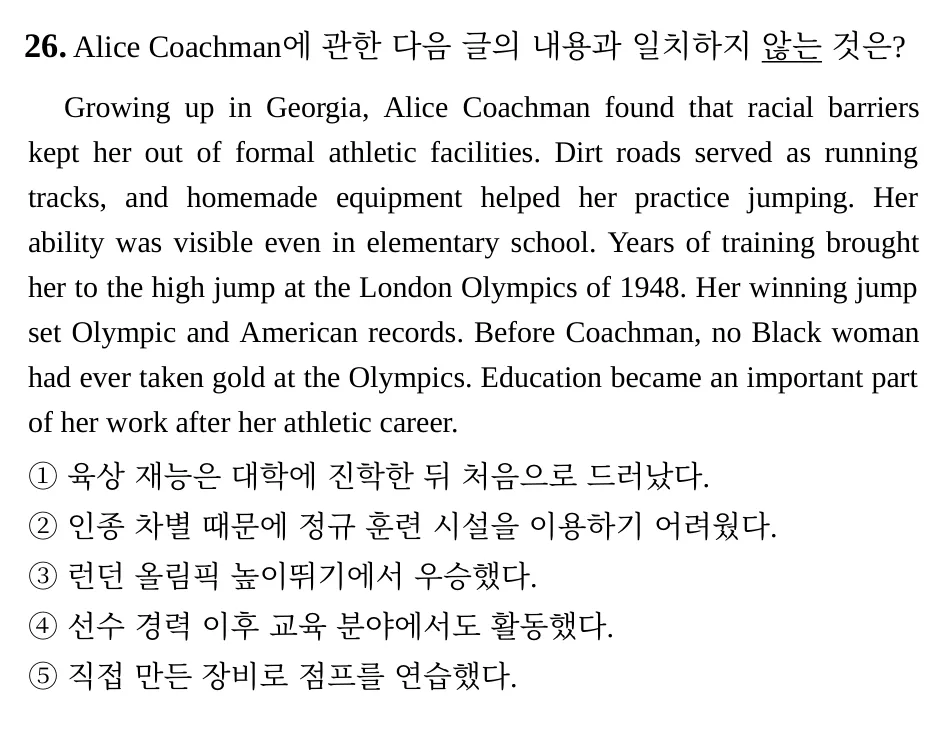 26. Alice Coachman에 관한 다음 글의 내용과 일치하지 않는 것은?
Growing up in Georgia, Alice Coachman found that racial barriers
kept her out of formal athletic facilities. Dirt roads served as running
tracks, and homemade equipment helped her practice jumping. Her
ability was visible even in elementary school. Years of training brought
her to the high jump at the London Olympics of 1948. Her winning jump
set Olympic and American records. Before Coachman, no Black woman
had ever taken gold at the Olympics. Education became an important part
of her work after her athletic career.
① 육상 재능은 대학에 진학한 뒤 처음으로 드러났다.
② 인종 차별 때문에 정규 훈련 시설을 이용하기 어려웠다.
③ 런던 올림픽 높이뛰기에서 우승했다.
④ 선수 경력 이후 교육 분야에서도 활동했다.
⑤ 직접 만든 장비로 점프를 연습했다.